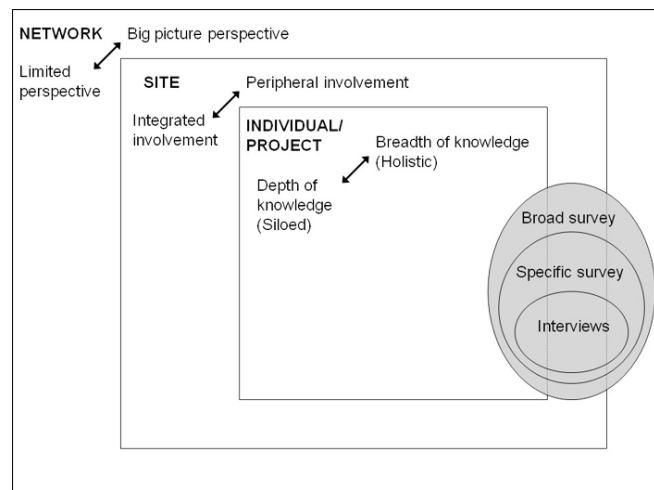 NETWORK
Big picture perspective
Limited
perspective
SITE
Peripheral involvement
Integrated
involvement
INDIVIDUAL/
PROJECT
Breadth of knowledge
(Holistic)
Depth of
knowledge
(Siloed)
Broad survey
Specific survey
Interviews